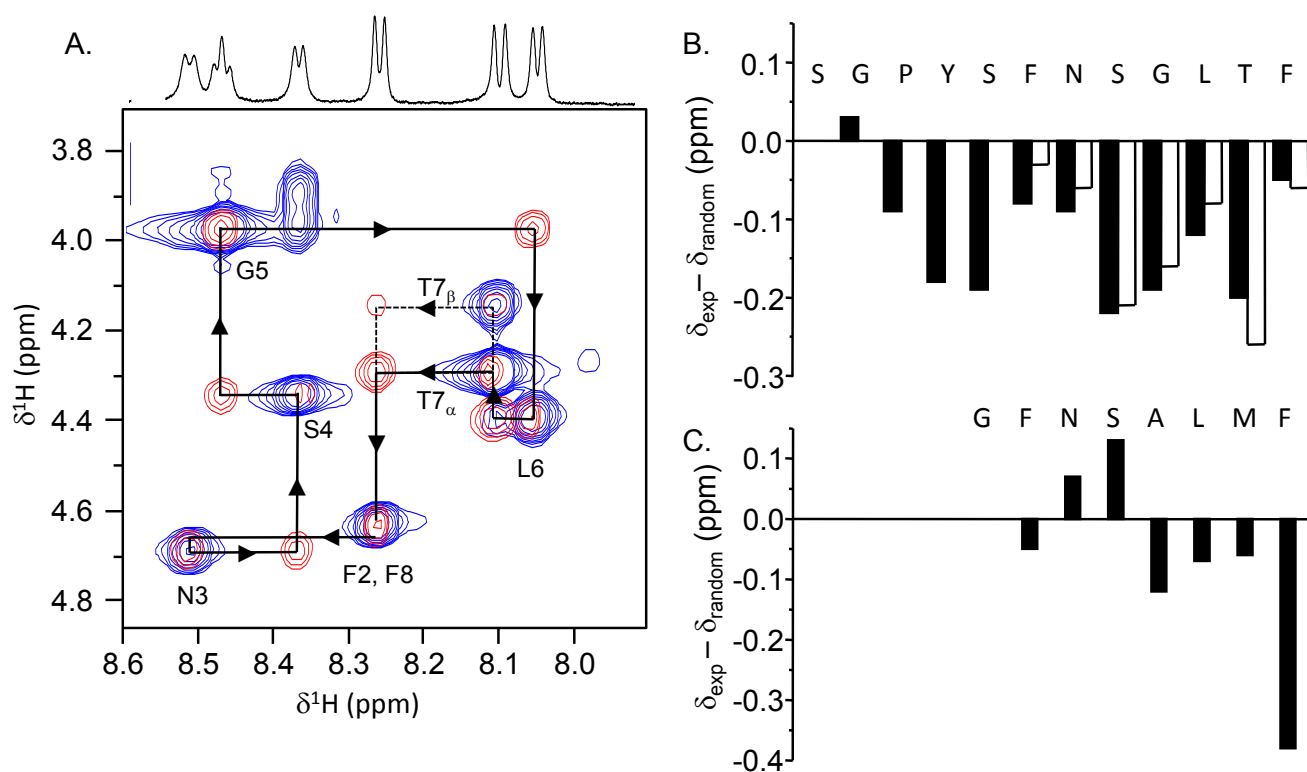 A.
3.8
4.0
4.2
4.4
4.6
4.8
δ¹H (ppm)
G5
T7β
T7α
S4
L6
N3
F2, F8
8.6 8.5 8.4 8.3 8.2 8.1 8.0
δ¹H (ppm)
B.
0.1
0.0
-0.1
-0.2
-0.3
δexp– δrandom (ppm)
S G P Y S F N S G L T F
C.
G F N S A L M F
0.1
0.0
-0.1
-0.2
-0.3
-0.4
δexp– δrandom (ppm)